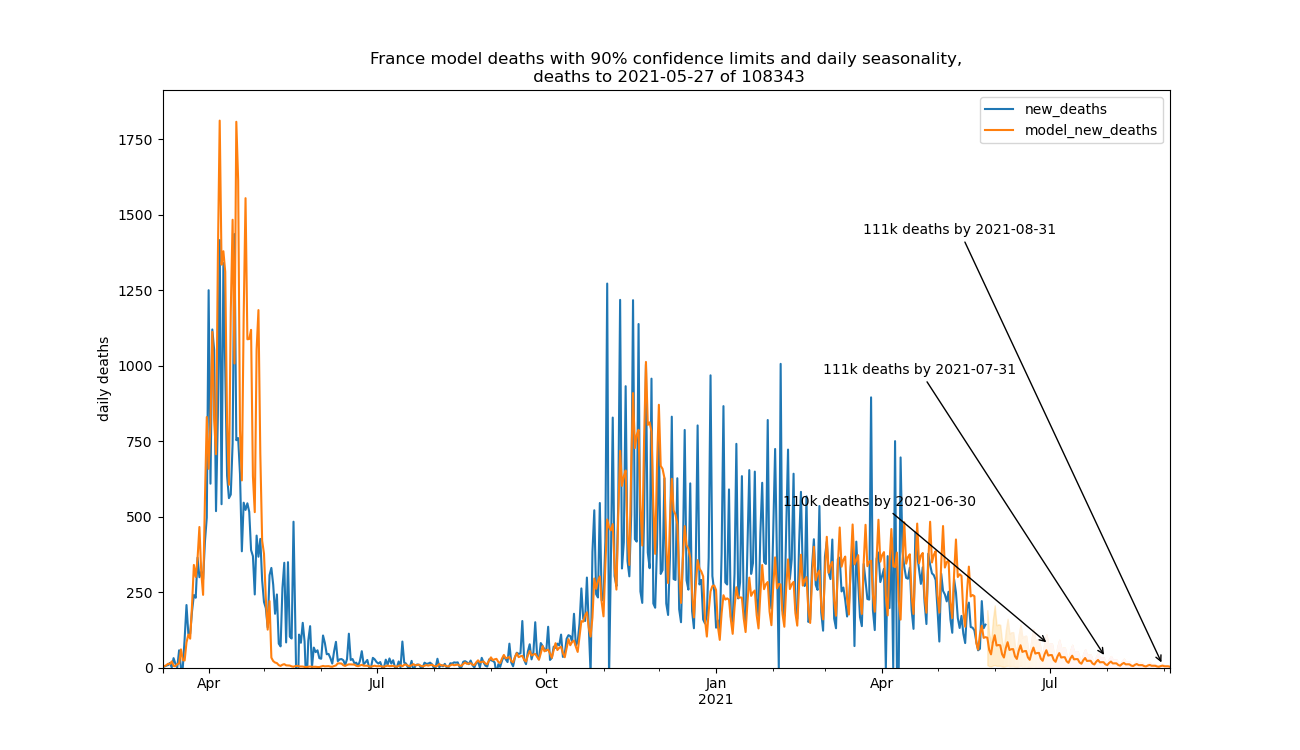 France model deaths with 90% confidence limits and daily seasonality,
deaths to 2021-05-27 of 108343
new_deaths
model_new_deaths
daily deaths
1750
1500
1250
1000
750
500
250
0
111k deaths by 2021-08-31
111k deaths by 2021-07-31
110k deaths by 2021-06-30
Apr
Jul
Oct
Jan
2021
Apr
Jul